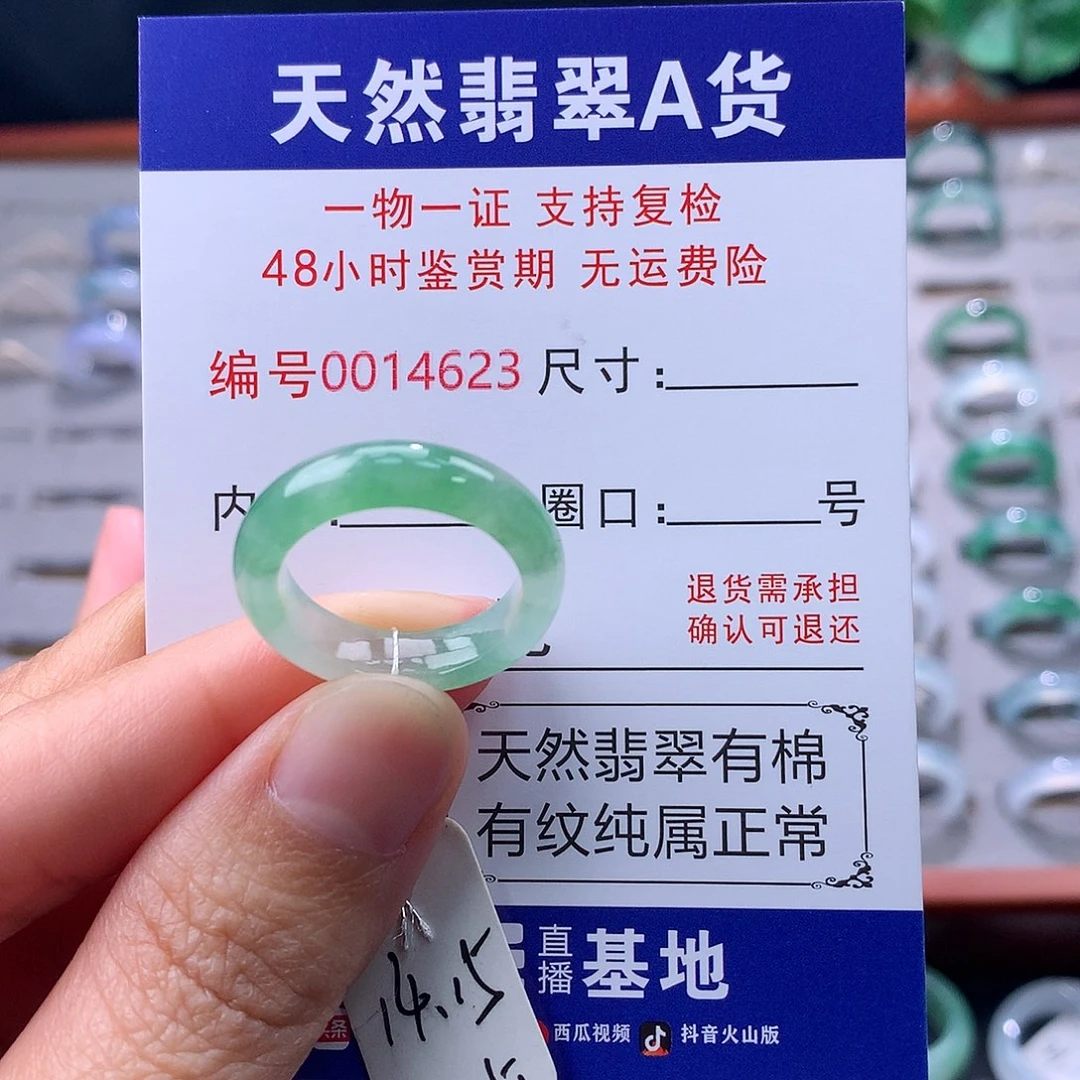 天然翡翠A货
一物一证 支持复检
48小时鉴赏期 无运费险
编号0014623 尺寸:
内 : 圈口: 号
退货需承担
确认可退还
天然翡翠有棉
有纹纯属正常
直播基地
条 西瓜视频 抖音火山版
14.15